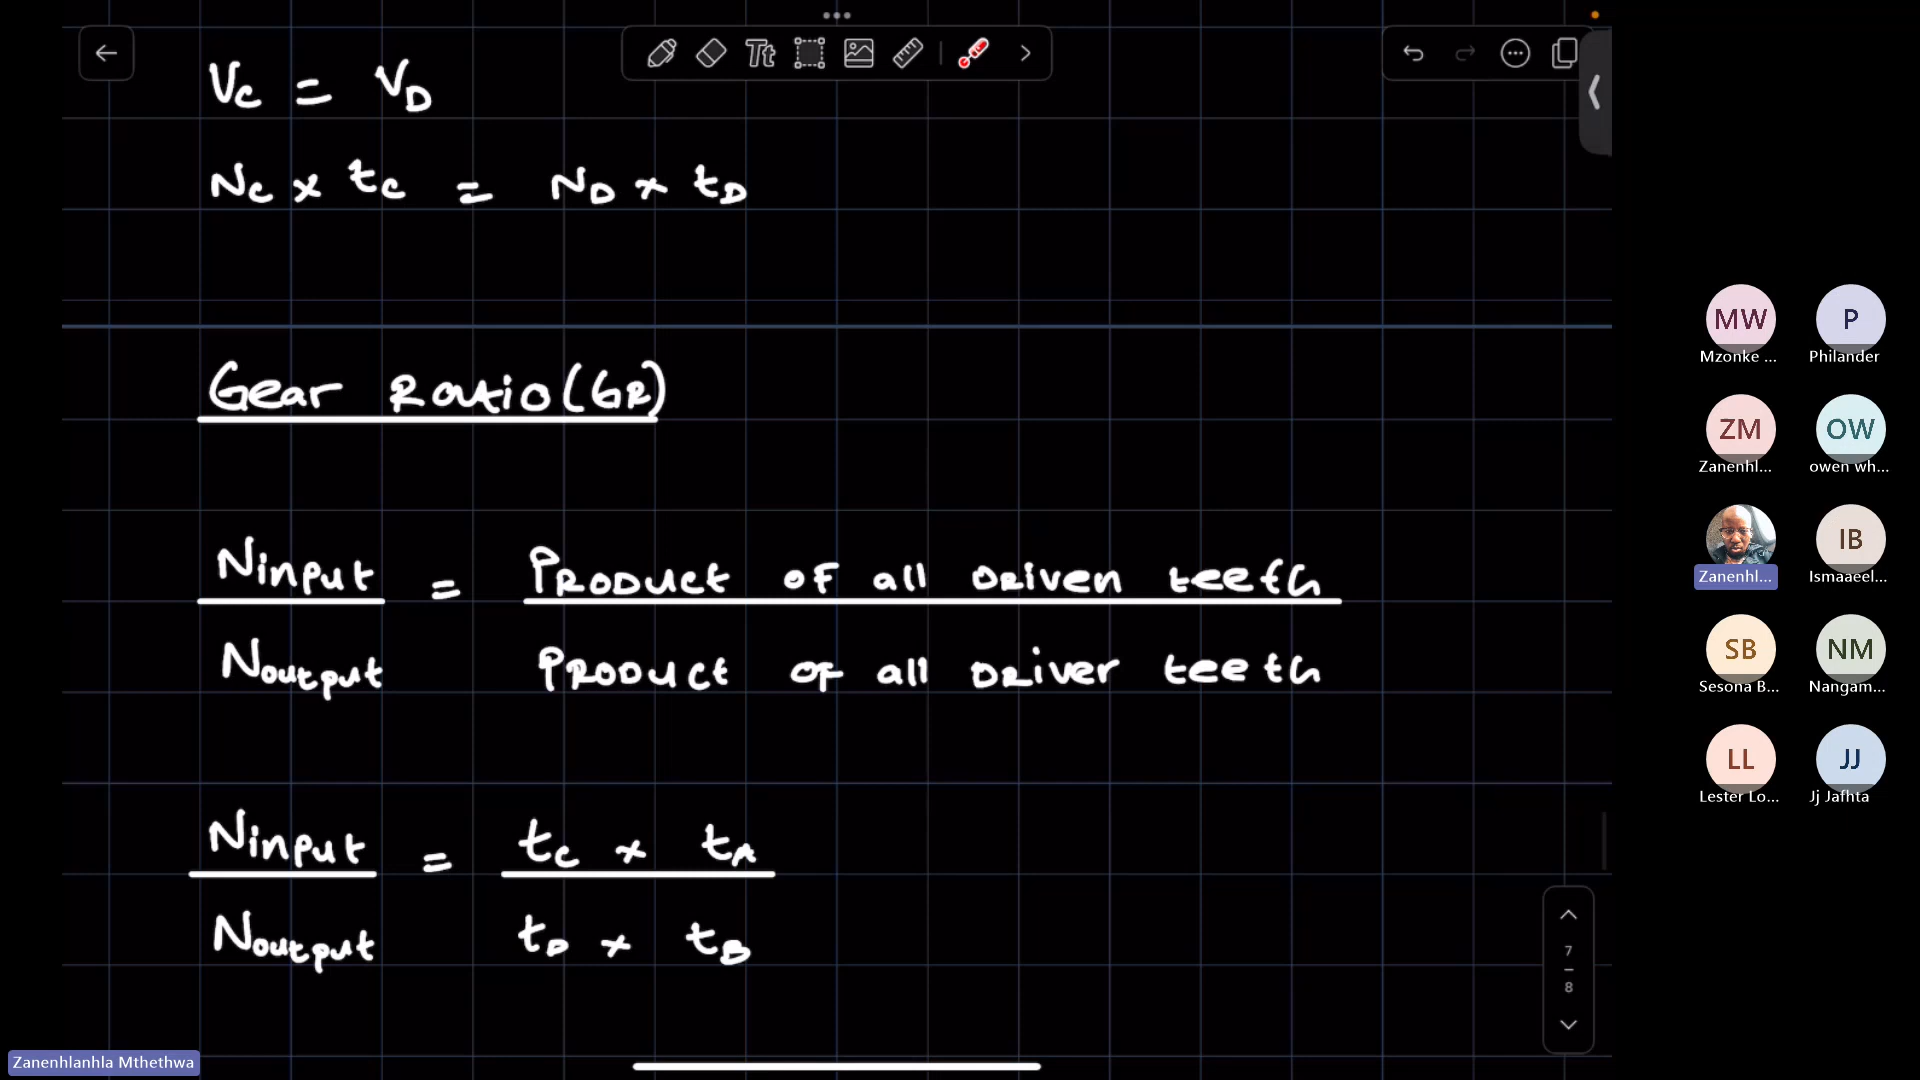 Tt
Vc = VD
Nc × tc = ND × tD
Gear Ratio (GR)
Ninput = Product of all Driven teeth
Noutput Product of all Driver teeth
Ninput = tc × tA
Noutput tD × tB
7
8
MW
Mzonke ...
P
Philander
ZM
Zanenhl...
OW
owen wh...
Zanenhl...
IB
Ismaaeel...
SB
Sesona B...
NM
Nangam...
LL
Lester Lo...
JJ
Jj Jafhta
Zanenhlanhla Mthethwa